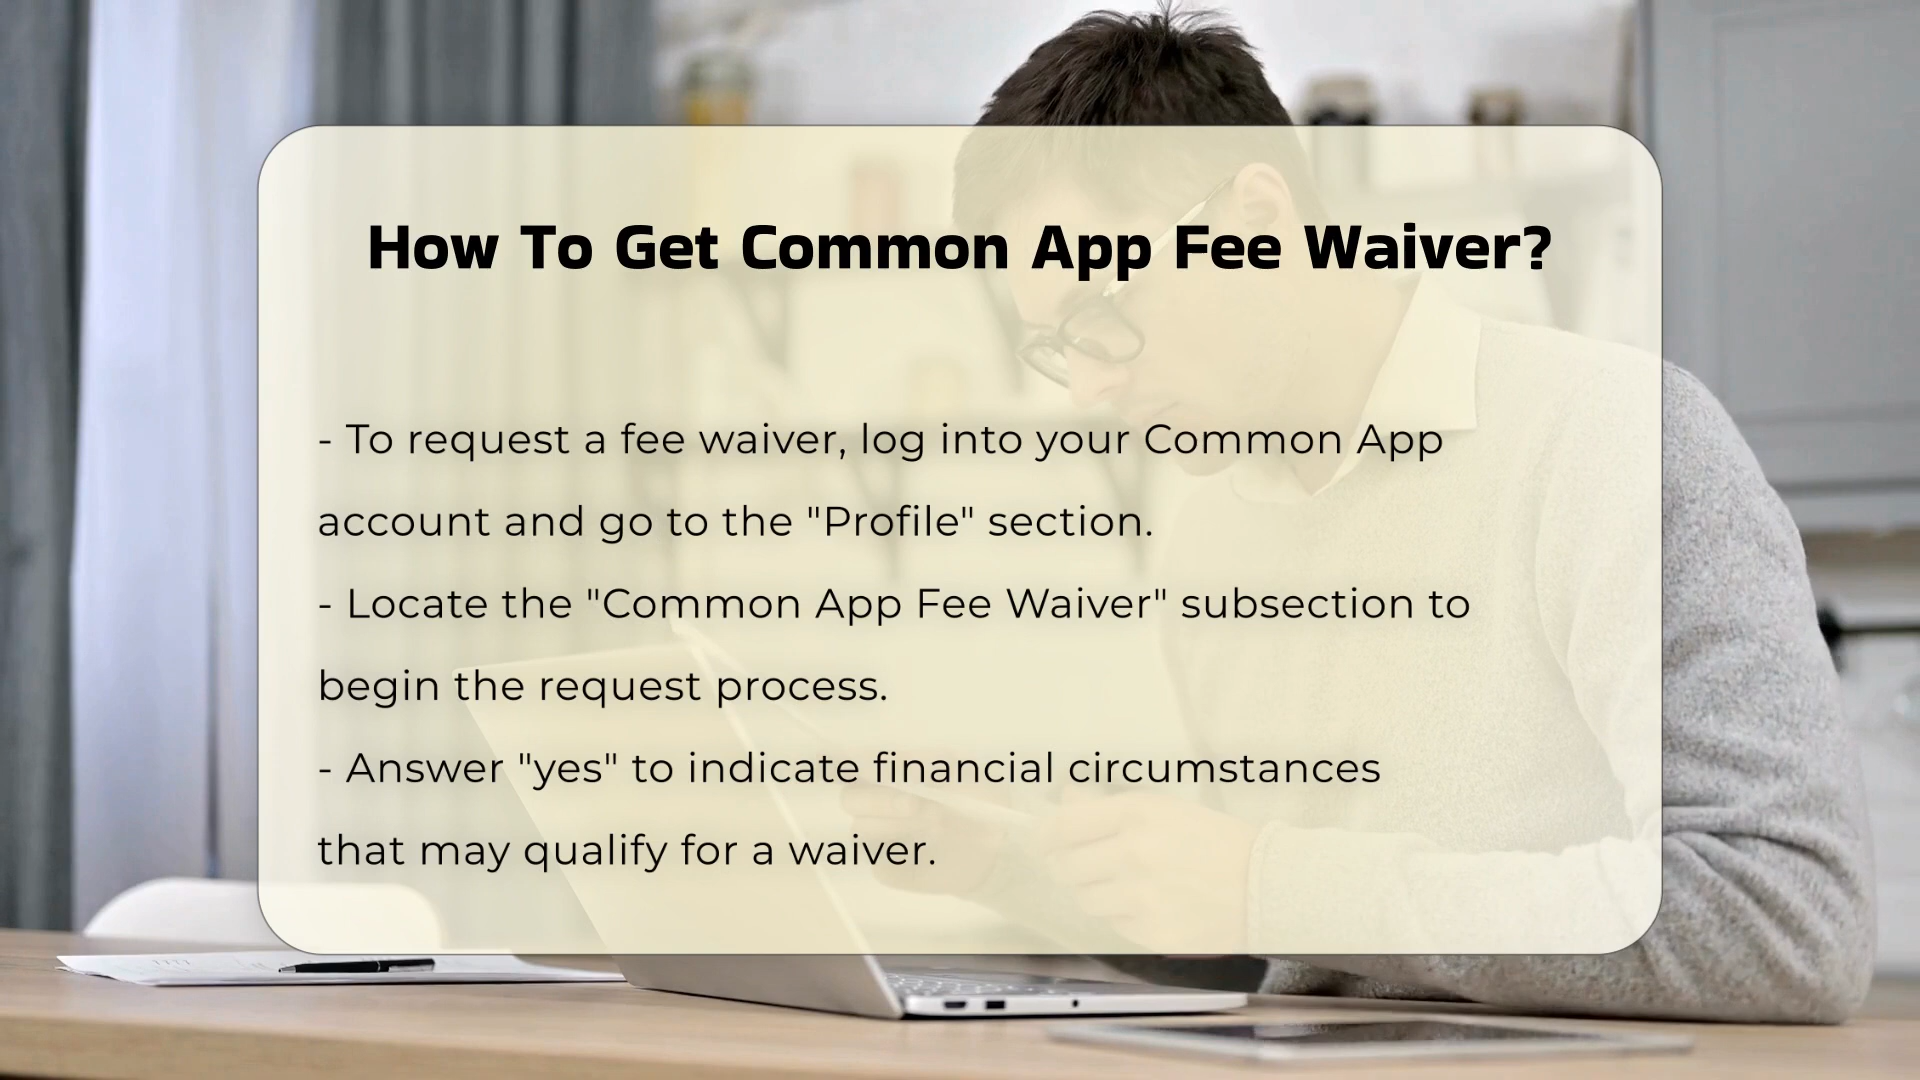 How To Get Common App Fee Waiver?
- To request a fee waiver, log into your Common App
account and go to the "Profile" section.
- Locate the "Common App Fee Waiver" subsection to
begin the request process.
- Answer "yes" to indicate financial circumstances
that may qualify for a waiver.